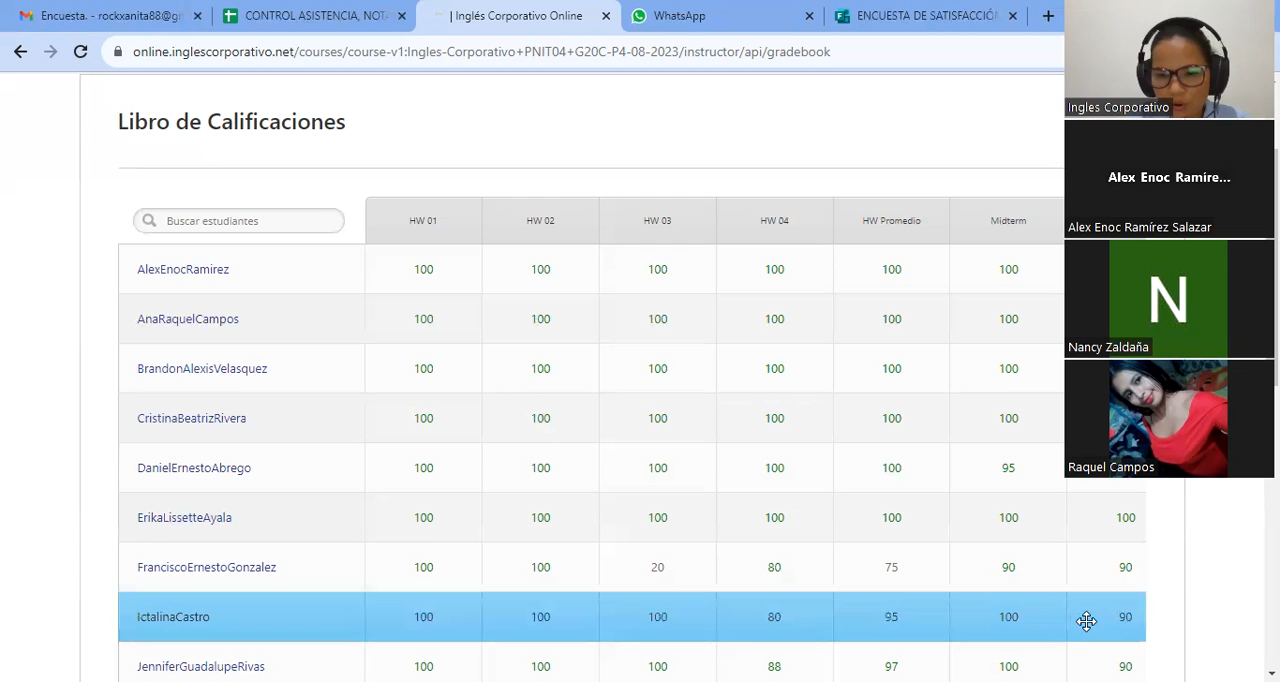 Encuesta. - rockxanita88@gm
CONTROL ASISTENCIA, NOTA
| Inglés Corporativo Online
WhatsApp
ENCUESTA DE SATISFACCIÓN
online.inglescorporativo.net/courses/course-v1:Ingles-Corporativo+PNIT04+G20C-P4-08-2023/instructor/api/gradebook
Libro de Calificaciones
Buscar estudiantes HW 01 HW 02 HW 03 HW 04 HW Promedio Midterm
AlexEnocRamirez 100 100 100 100 100 100
AnaRaquelCampos 100 100 100 100 100 100
BrandonAlexisVelasquez 100 100 100 100 100 100
CristinaBeatrizRivera 100 100 100 100 100 100
DanielErnestoAbrego 100 100 100 100 100 95
ErikaLissetteAyala 100 100 100 100 100 100 100
FranciscoErnestoGonzalez 100 100 20 80 75 90 90
IctalinaCastro 100 100 100 80 95 100 90
JenniferGuadalupeRivas 100 100 100 88 97 100 90
Ingles Corporativo
Alex Enoc Ramíre...
Alex Enoc Ramírez Salazar
N
Nancy Zaldaña
Raquel Campos